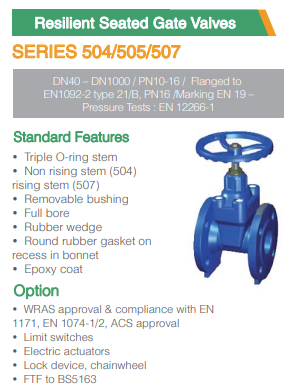 Resilient Seated Gate Valves
SERIES 504/505/507
DN40 – DN1000 / PN10-16 / Flanged to
EN1092-2 type 21/B, PN16 /Marking EN 19 –
Pressure Tests : EN 12266-1
Standard Features
• Triple O-ring stem
• Non rising stem (504)
rising stem (507)
• Removable bushing
• Full bore
• Rubber wedge
• Round rubber gasket on
recess in bonnet
• Epoxy coat
Option
• WRAS approval & compliance with EN
1171, EN 1074-1/2, ACS approval
• Limit switches
• Electric actuators
• Lock device, chainwheel
• FTF to BS5163